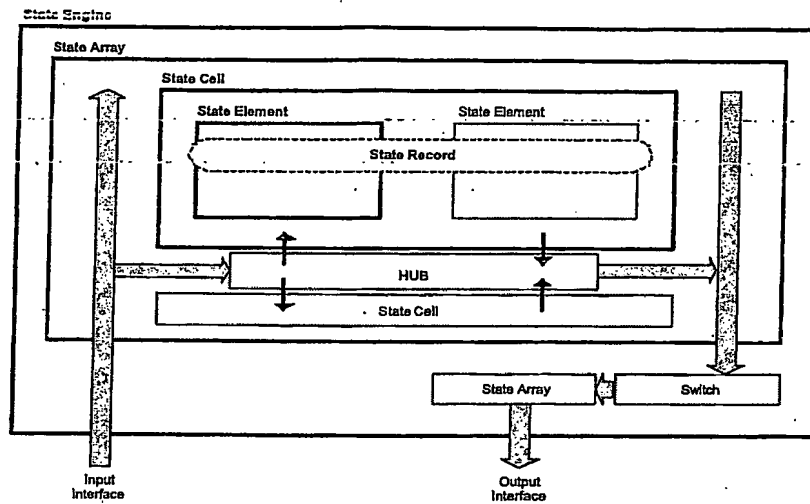 State Engine
State Array
State Cell
State Element
State Element
State Record
HUB
State Cell
State Array
Switch
Input
Interface
Output
Interface